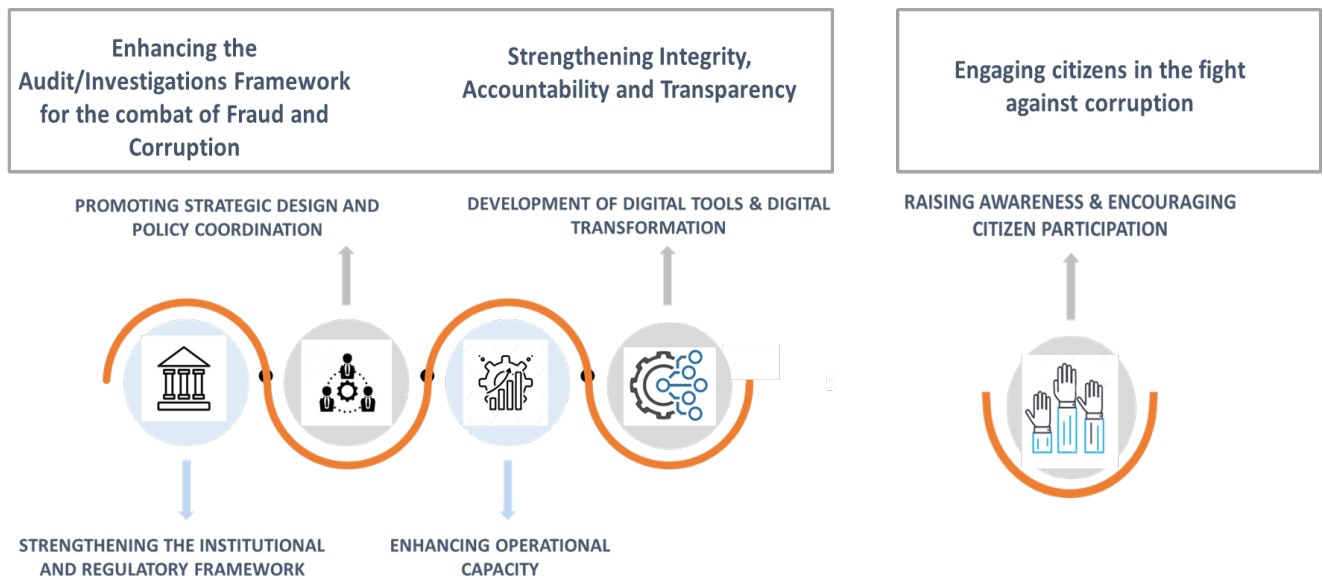 Enhancing the
Audit/Investigations Framework
for the combat of Fraud and
Corruption
Strengthening Integrity,
Accountability and Transparency
Engaging citizens in the fight
against corruption
PROMOTING STRATEGIC DESIGN AND
POLICY COORDINATION
DEVELOPMENT OF DIGITAL TOOLS & DIGITAL
TRANSFORMATION
RAISING AWARENESS & ENCOURAGING
CITIZEN PARTICIPATION
STRENGTHENING THE INSTITUTIONAL
AND REGULATORY FRAMEWORK
ENHANCING OPERATIONAL
CAPACITY